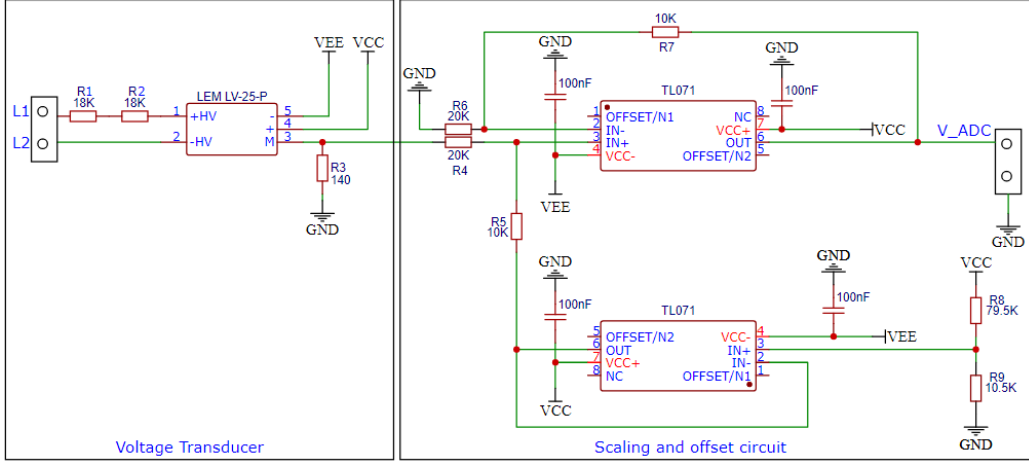 VEE
VCC
L1
R1
18K
R2
18K
LEM LV-25-P
1
+HV
-
5
+
4
L2
2
-HV
M
3
R3
140
GND
Voltage Transducer
10K
R7
GND
GND
GND
100nF
100nF
TL071
R6
20K
1
OFFSET/N1
NC
8
2
IN-
VCC+
7
VCC
V_ADC
3
IN+
OUT
6
20K
R4
4
VCC-
OFFSET/N2
5
VEE
GND
R5
10K
GND
GND
VCC
100nF
100nF
TL071
R8
79.5K
5
OFFSET/N2
VCC-
4
VEE
6
OUT
IN+
3
7
VCC+
IN-
2
8
NC
OFFSET/N1
1
R9
10.5K
VCC
GND
Scaling and offset circuit